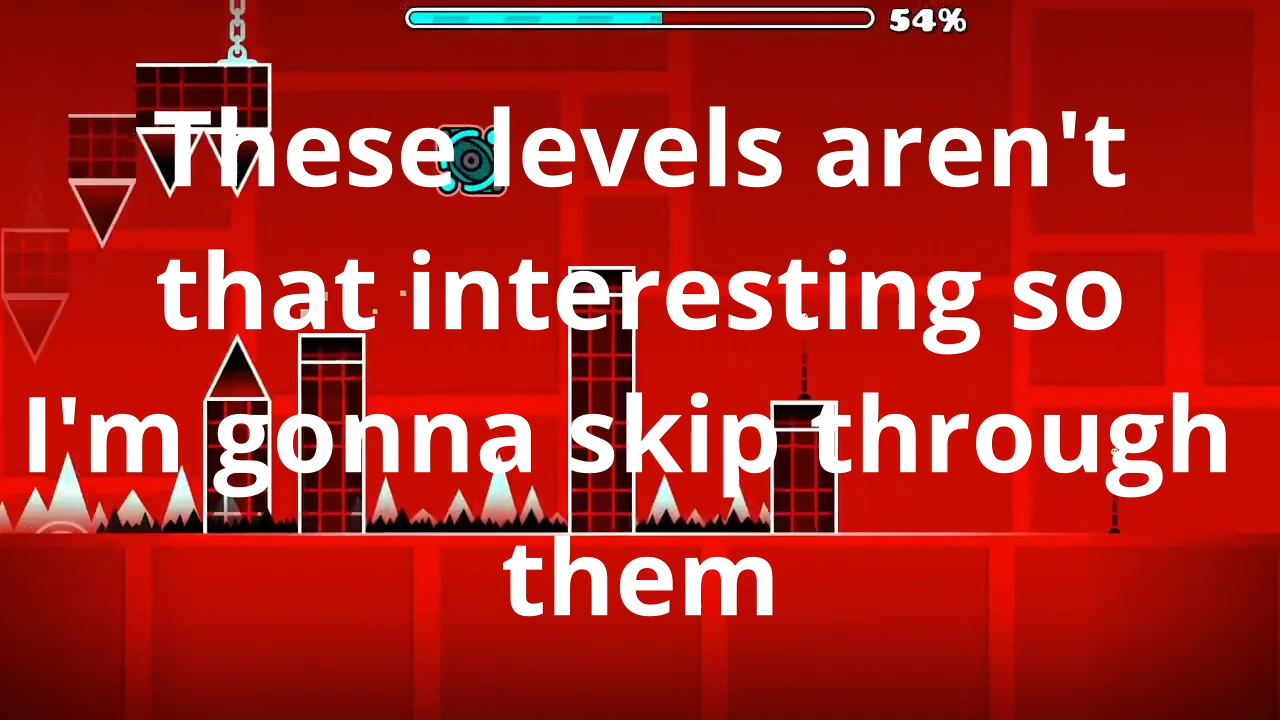 54%
These levels aren't
that interesting so
I'm gonna skip through
them